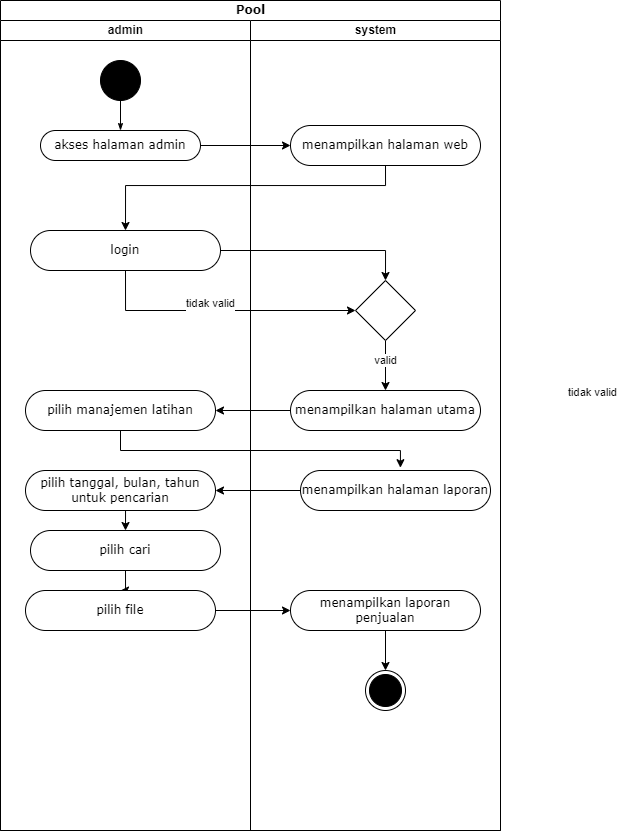 Pool
admin
system
akses halaman admin
menampilkan halaman web
login
tidak valid
valid
tidak valid
pilih manajemen latihan
menampilkan halaman utama
pilih tanggal, bulan, tahun
untuk pencarian
menampilkan halaman laporan
pilih cari
pilih file
menampilkan laporan
penjualan